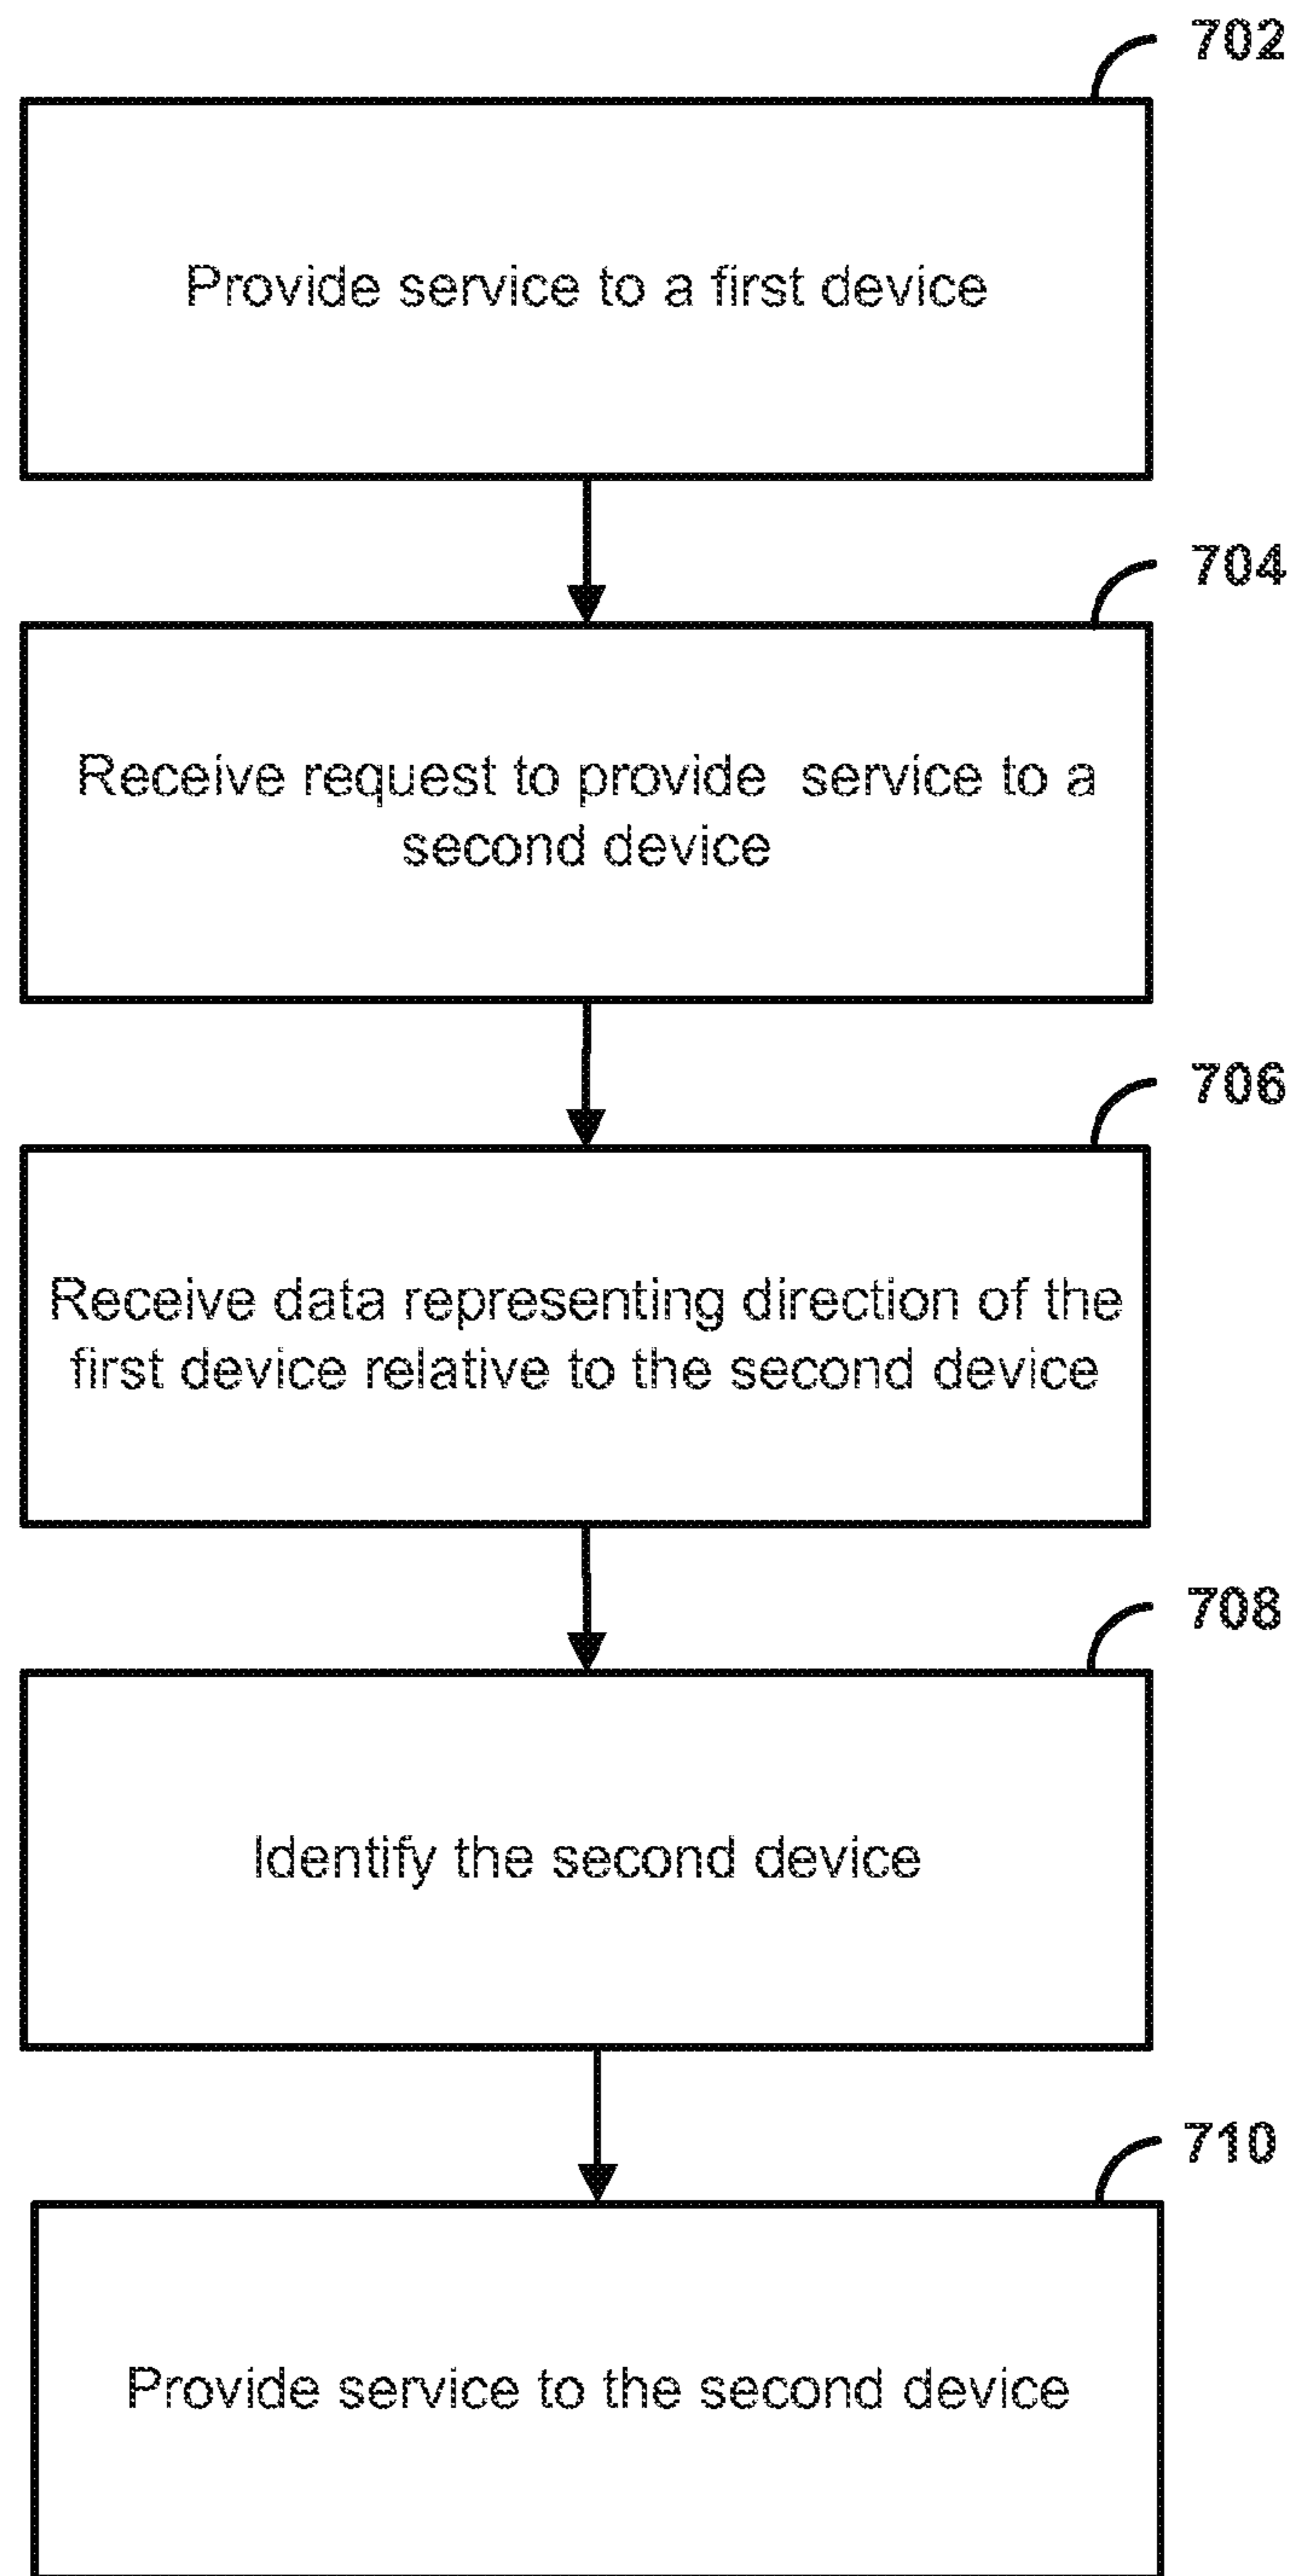 702
Provide service to a first device
704
Receive request to provide service to a
second device
706
Receive data representing direction of the
first device relative to the second device
708
Identify the second device
710
Provide service to the second device